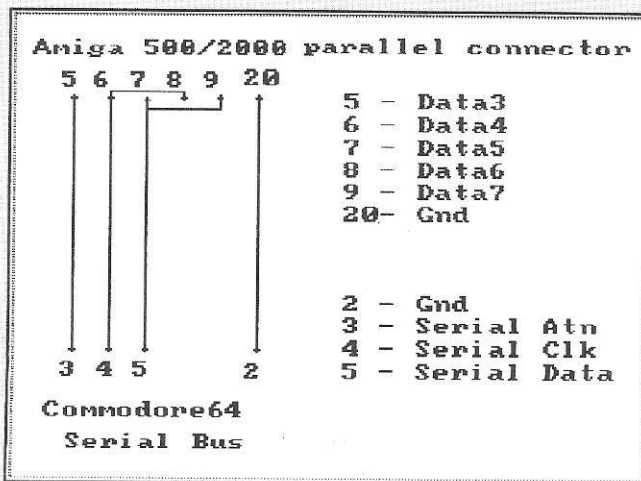 Amiga 500/2000 parallel connector
5 6 7 8 9 20
5 - Data3
6 - Data4
7 - Data5
8 - Data6
9 - Data7
20- Gnd
2 - Gnd
3 - Serial Atn
4 - Serial Clk
5 - Serial Data
3 4 5 2
Commodore64
Serial Bus